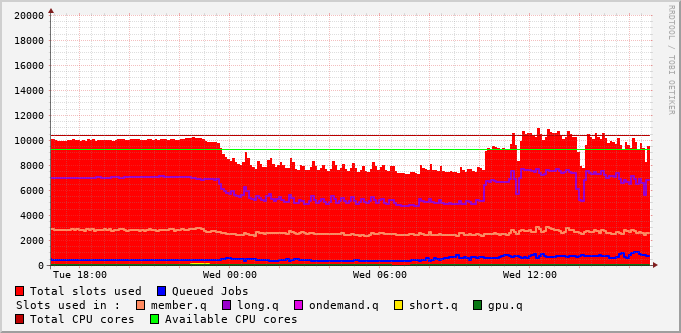 RRDTOOL / TOBI OETIKER
20000
18000
16000
14000
12000
10000
8000
6000
4000
2000
0
Tue 18:00 Wed 00:00 Wed 06:00 Wed 12:00
Total slots used Queued Jobs
Slots used in : member.q long.q ondemand.q short.q gpu.q
Total CPU cores Available CPU cores